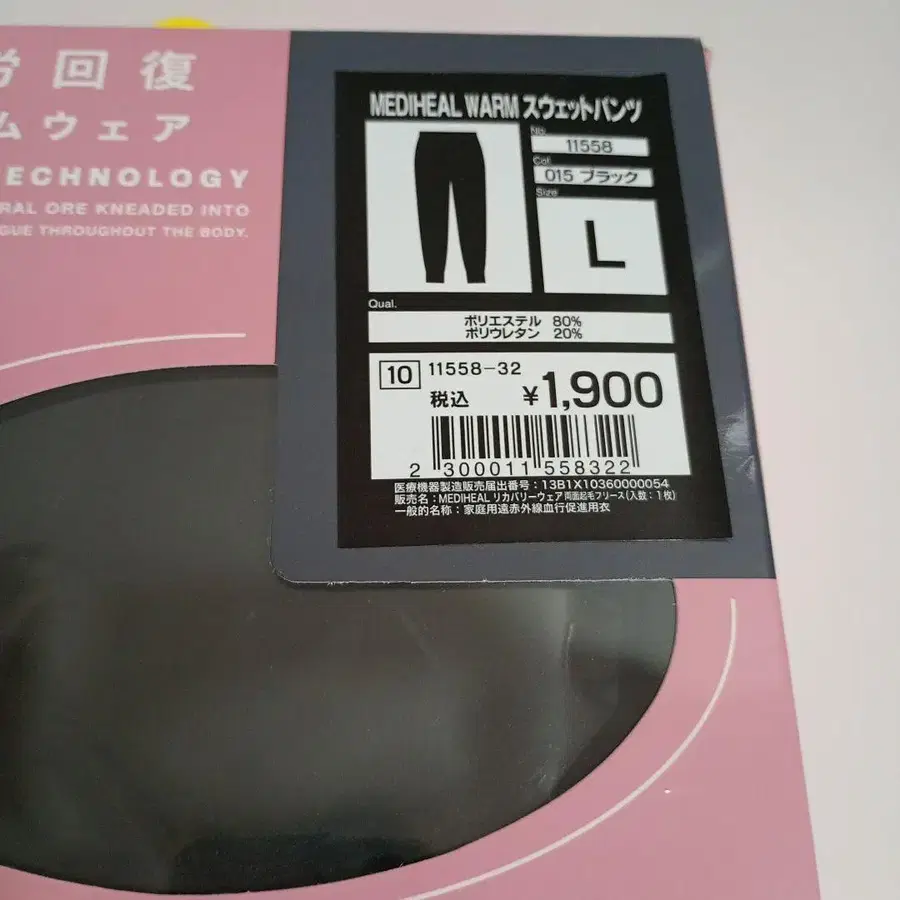 労回復
ムウェア
ECHNOLOGY
RAL ORE KNEADED INTO
GUE THROUGHOUT THE BODY.
MEDIHEAL WARM スウェットパンツ
No.
11558
Col.
015 ブラック
Size
L
Qual.
ポリエステル 80%
ポリウレタン 20%
10 11558-32
税込 ¥1,900
2 300011 558322
医療機器製造販売届出番号:13B1X10360000054
販売名:MEDIHEAL リカバリーウェア 両面起毛フリース(入数:1枚)
一般的名称:家庭用遠赤外線血行促進用衣